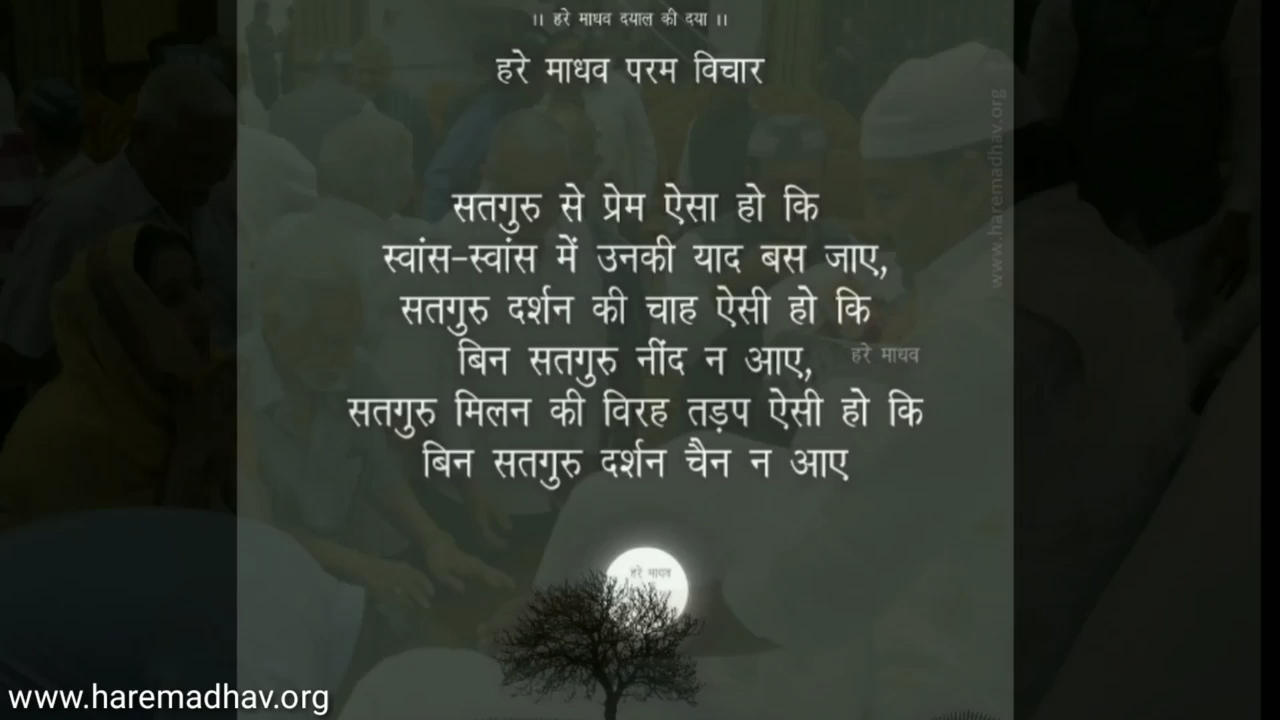 ।। हरे माधव दयाल की दया ।।
हरे माधव परम विचार
www.haremadhav.org
सतगुरु से प्रेम ऐसा हो कि
स्वांस-स्वांस में उनकी याद बस जाए,
सतगुरु दर्शन की चाह ऐसी हो कि
बिन सतगुरु नींद न आए,
हरे माधव
सतगुरु मिलन की विरह तड़प ऐसी हो कि
बिन सतगुरु दर्शन चैन न आए
हरे माधव
www.haremadhav.org